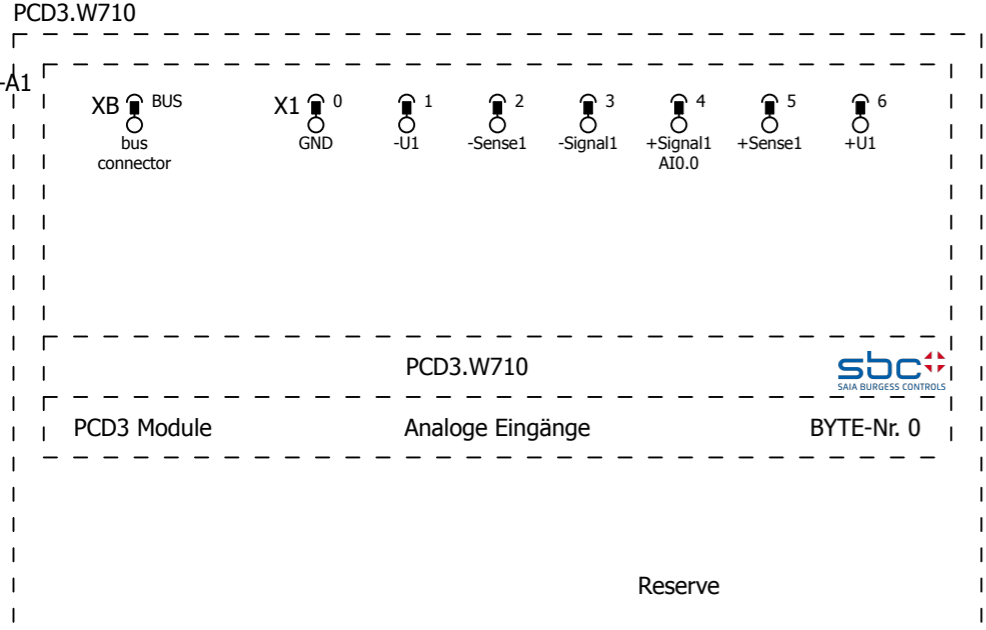 PCD3.W710
-A1
XB BUS X1 0 1 2 3 4 5 6
bus connector GND -U1 -Sense1 -Signal1 +Signal1 AI0.0 +Sense1 +U1
PCD3.W710
sbc
SAIA BURGESS CONTROLS
PCD3 Module Analoge Eingänge BYTE-Nr. 0
Reserve